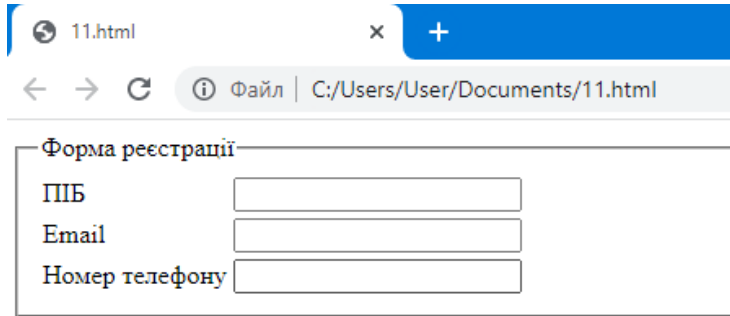 11.html
Файл | C:/Users/User/Documents/11.html
Форма реєстрації
ПІБ
Email
Номер телефону